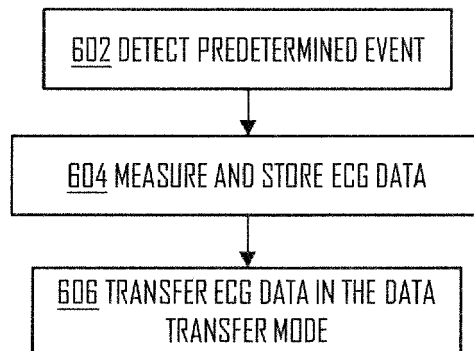 602 DETECT PREDETERMINED EVENT
604 MEASURE AND STORE ECG DATA
606 TRANSFER ECG DATA IN THE DATA
TRANSFER MODE